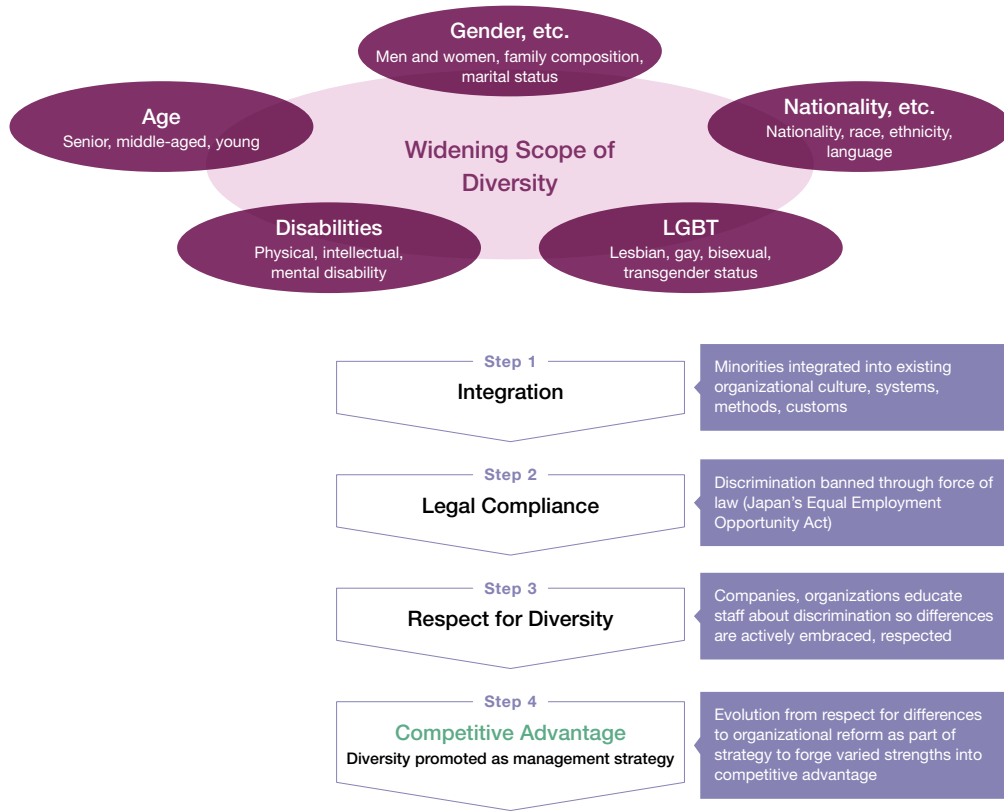 Gender, etc.
Men and women, family composition,
marital status
Age
Senior, middle-aged, young
Nationality, etc.
Nationality, race, ethnicity,
language
Widening Scope of
Diversity
Disabilities
Physical, intellectual,
mental disability
LGBT
Lesbian, gay, bisexual,
transgender status
Step 1
Integration
Minorities integrated into existing
organizational culture, systems,
methods, customs
Step 2
Legal Compliance
Discrimination banned through force of
law (Japan's Equal Employment
Opportunity Act)
Step 3
Respect for Diversity
Companies, organizations educate
staff about discrimination so differences
are actively embraced, respected
Step 4
Competitive Advantage
Diversity promoted as management strategy
Evolution from respect for differences
to organizational reform as part of
strategy to forge varied strengths into
competitive advantage